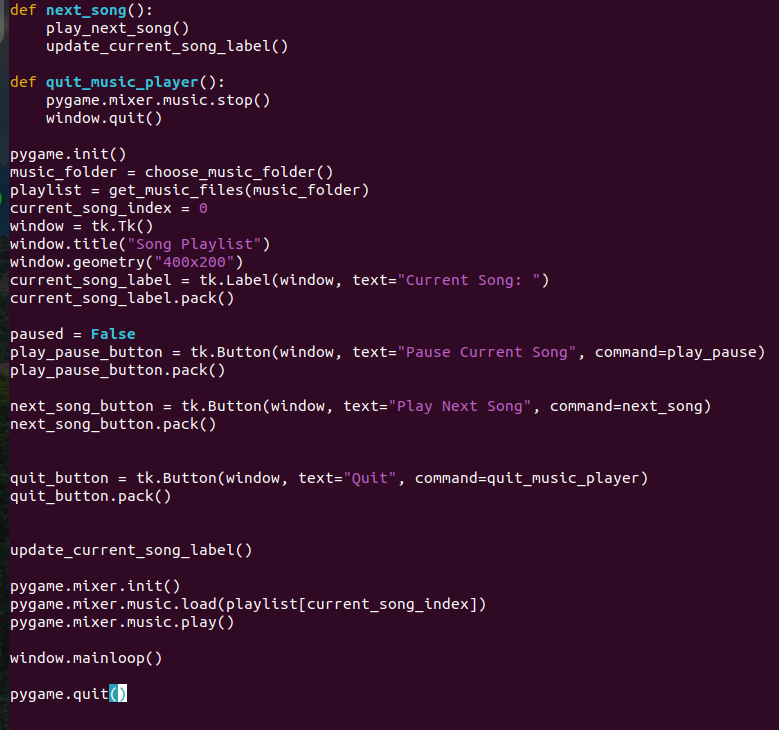 def next_song():
    play_next_song()
    update_current_song_label()

def quit_music_player():
    pygame.mixer.music.stop()
    window.quit()

pygame.init()
music_folder = choose_music_folder()
playlist = get_music_files(music_folder)
current_song_index = 0
window = tk.Tk()
window.title("Song Playlist")
window.geometry("400x200")
current_song_label = tk.Label(window, text="Current Song: ")
current_song_label.pack()

paused = False
play_pause_button = tk.Button(window, text="Pause Current Song", command=play_pause)
play_pause_button.pack()

next_song_button = tk.Button(window, text="Play Next Song", command=next_song)
next_song_button.pack()


quit_button = tk.Button(window, text="Quit", command=quit_music_player)
quit_button.pack()


update_current_song_label()

pygame.mixer.init()
pygame.mixer.music.load(playlist[current_song_index])
pygame.mixer.music.play()

window.mainloop()

pygame.quit()